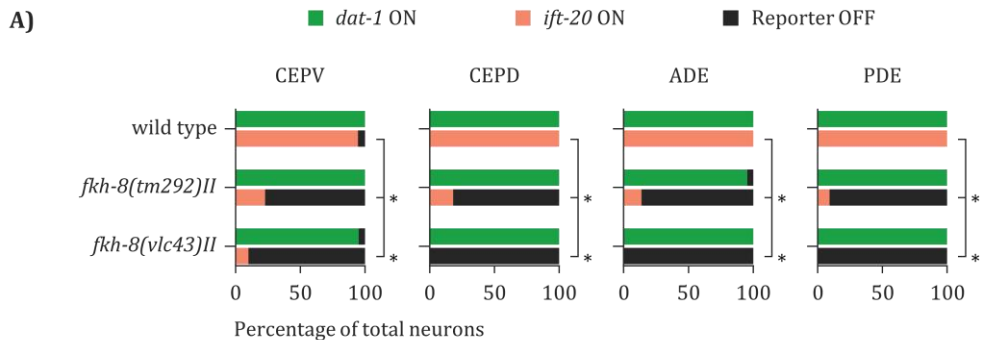 A)
dat-1 ON ift-20 ON Reporter OFF
CEPV CEPD ADE PDE
wild type
fkh-8(tm292)II * * * *
fkh-8(vlc43)II * * * *
0 50 100 0 50 100 0 50 100 0 50 100
Percentage of total neurons